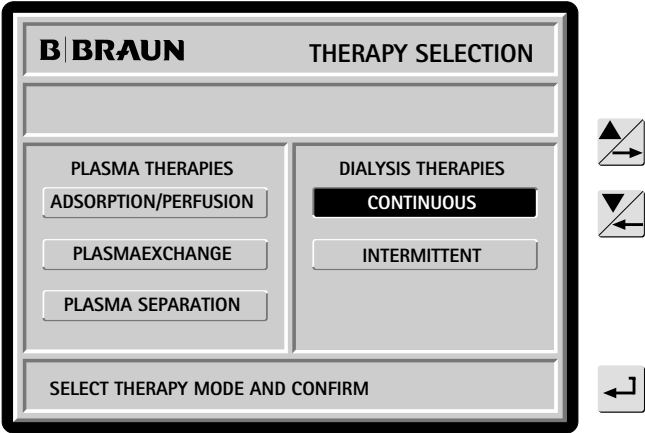 B|BRAUN THERAPY SELECTION
PLASMA THERAPIES
ADSORPTION/PERFUSION
PLASMAEXCHANGE
PLASMA SEPARATION
DIALYSIS THERAPIES
CONTINUOUS
INTERMITTENT
SELECT THERAPY MODE AND CONFIRM